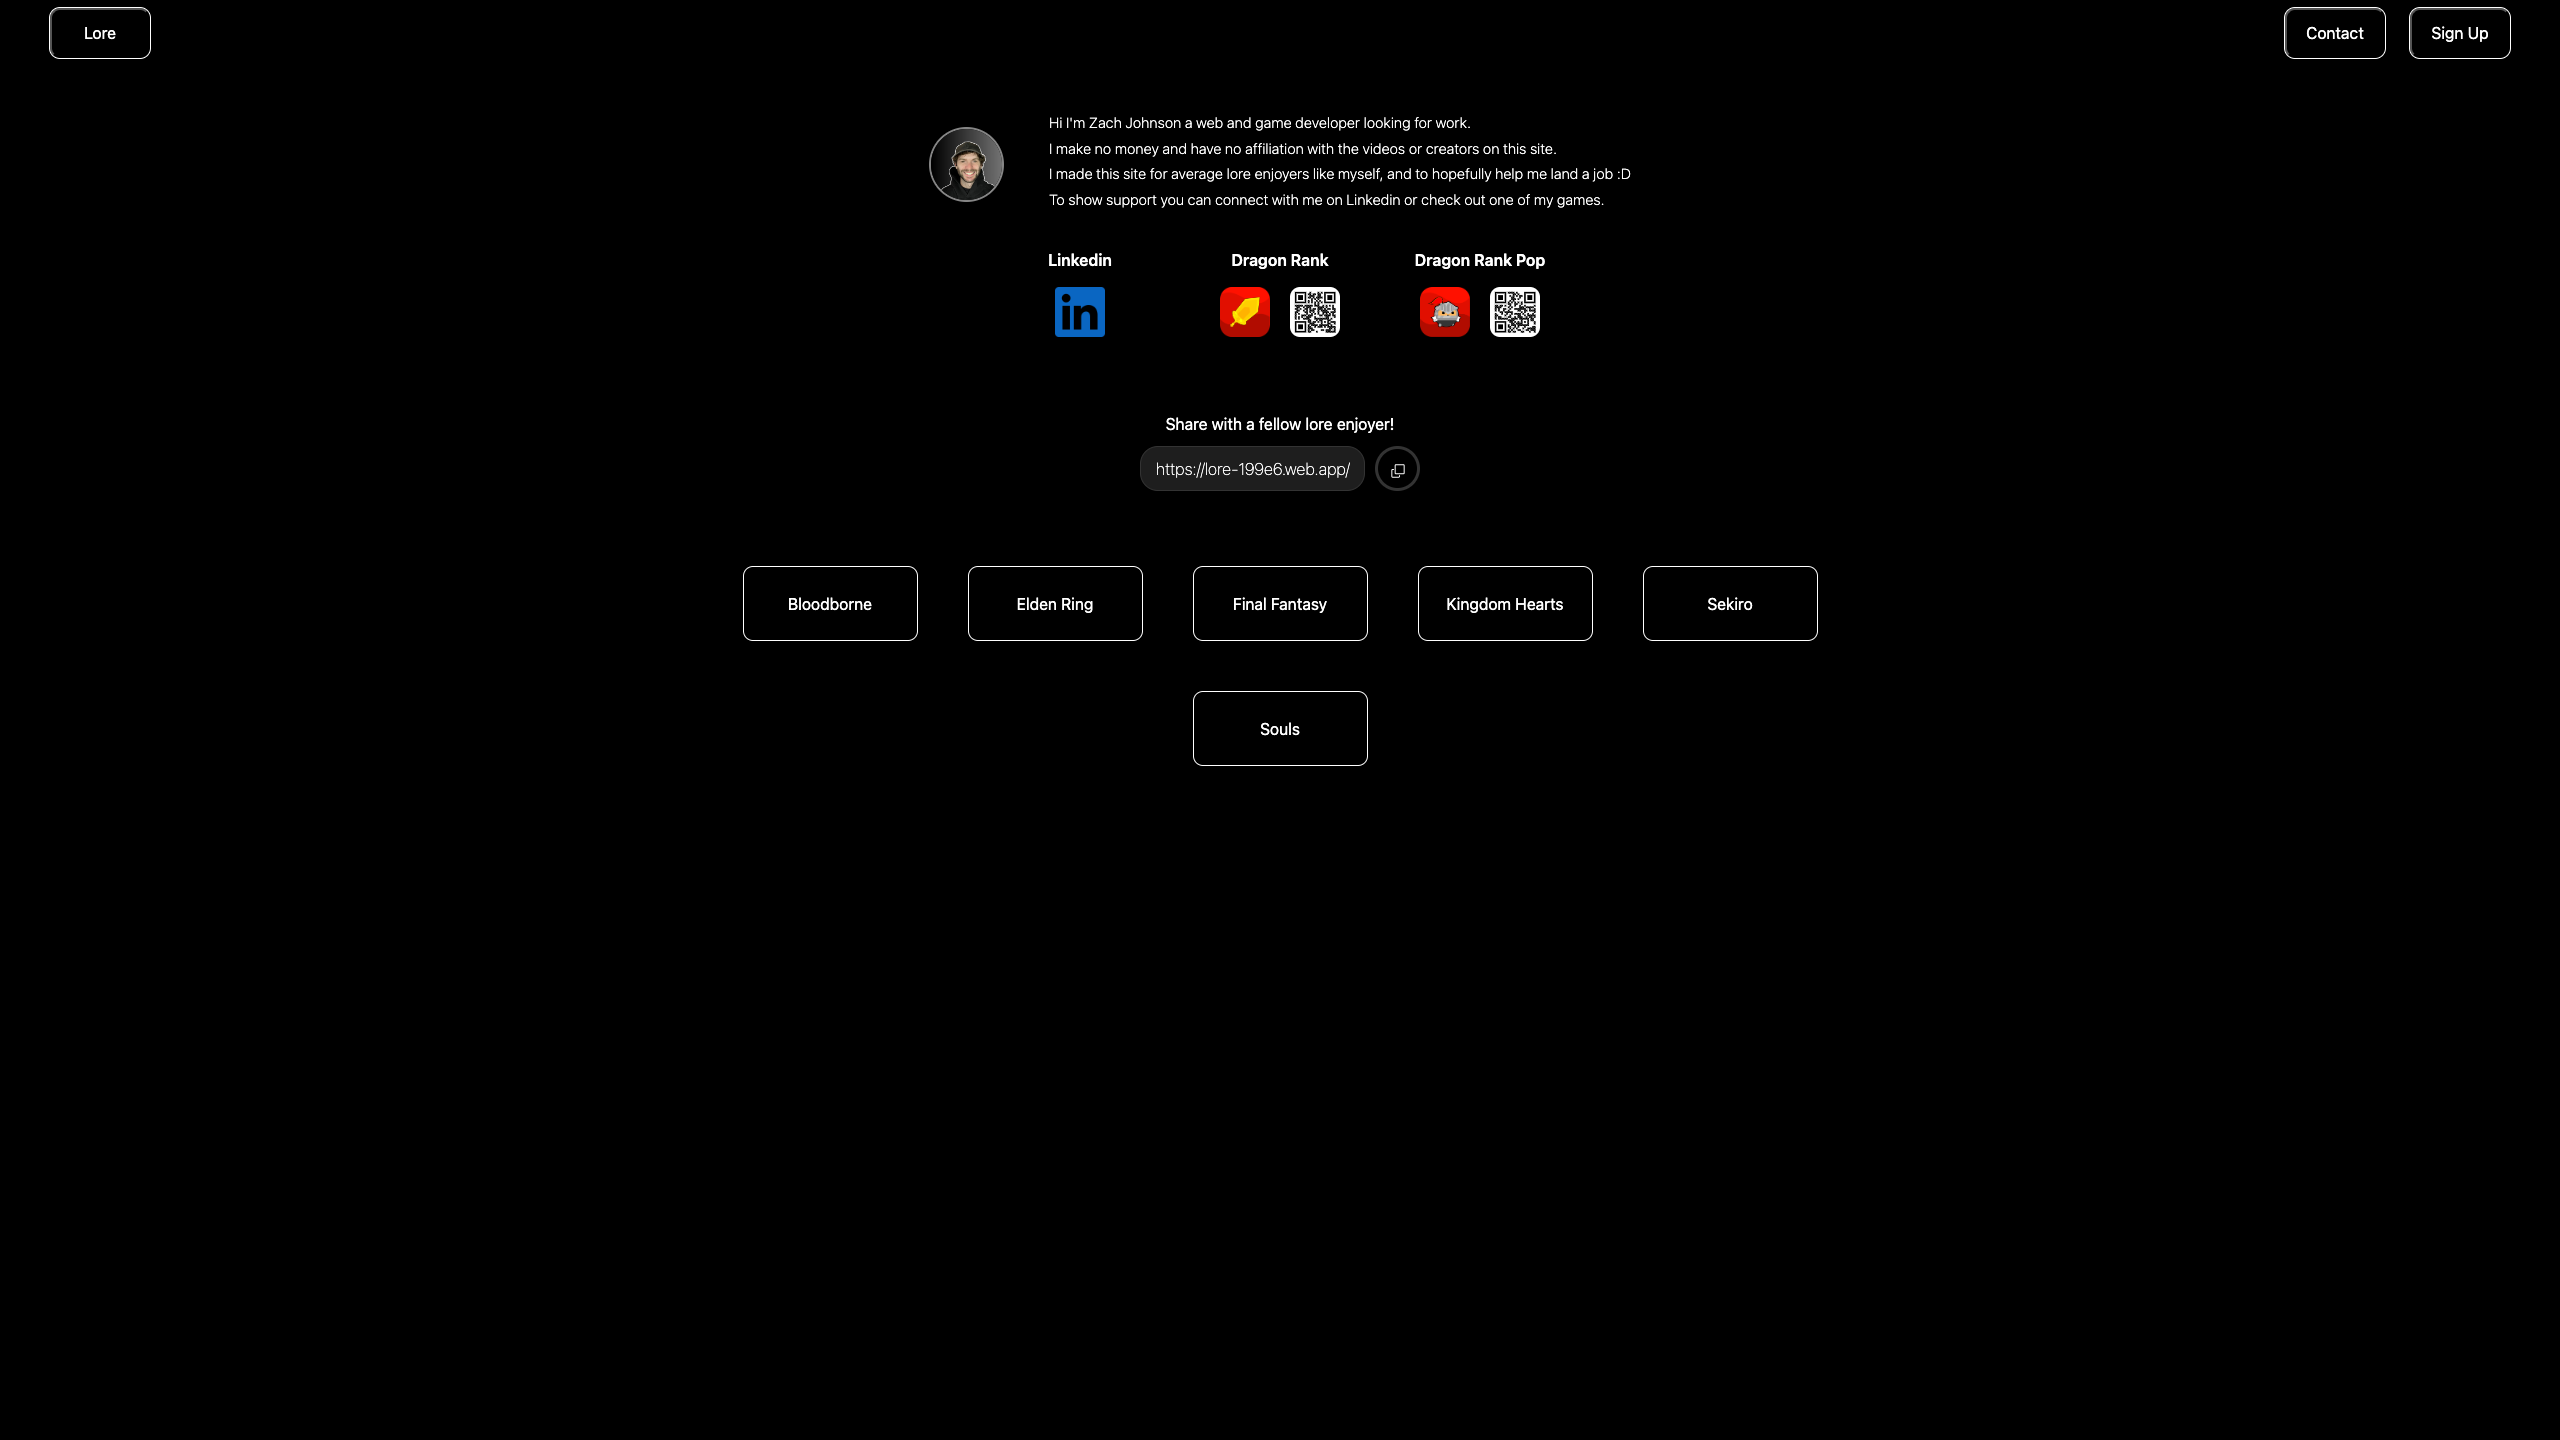 Lore
Contact
Sign Up
Hi I'm Zach Johnson a web and game developer looking for work.
I make no money and have no affiliation with the videos or creators on this site.
I made this site for average lore enjoyers like myself, and to hopefully help me land a job :D
To show support you can connect with me on Linkedin or check out one of my games.
Linkedin
Dragon Rank
Dragon Rank Pop
in
Share with a fellow lore enjoyer!
https://lore-199e6.web.app/
Bloodborne
Elden Ring
Final Fantasy
Kingdom Hearts
Sekiro
Souls